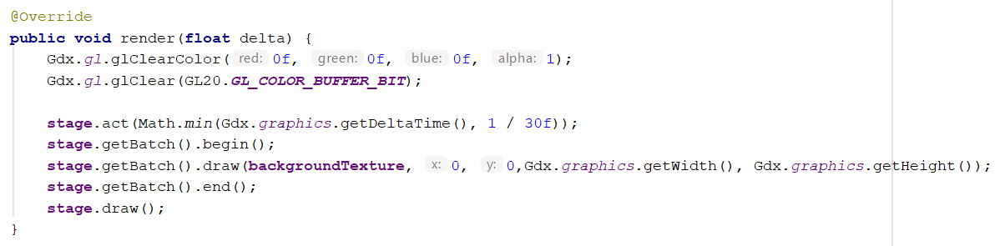 @Override
public void render(float delta) {
    Gdx.gl.glClearColor( red: 0f, green: 0f, blue: 0f, alpha: 1);
    Gdx.gl.glClear(GL20.GL_COLOR_BUFFER_BIT);

    stage.act(Math.min(Gdx.graphics.getDeltaTime(), 1 / 30f));
    stage.getBatch().begin();
    stage.getBatch().draw(backgroundTexture, x: 0, y: 0,Gdx.graphics.getWidth(), Gdx.graphics.getHeight());
    stage.getBatch().end();
    stage.draw();
}